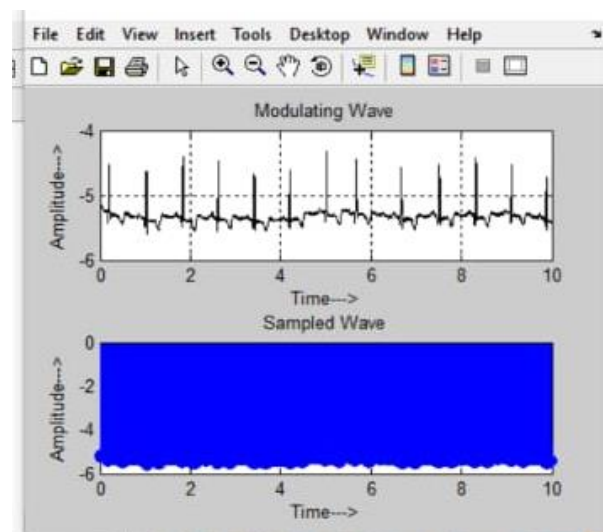 File Edit View Insert Tools Desktop Window Help
Modulating Wave
-4
-5
-6
Amplitude--->
0 2 4 6 8 10
Time--->
Sampled Wave
0
-2
-4
-6
Amplitude--->
0 2 4 6 8 10
Time--->